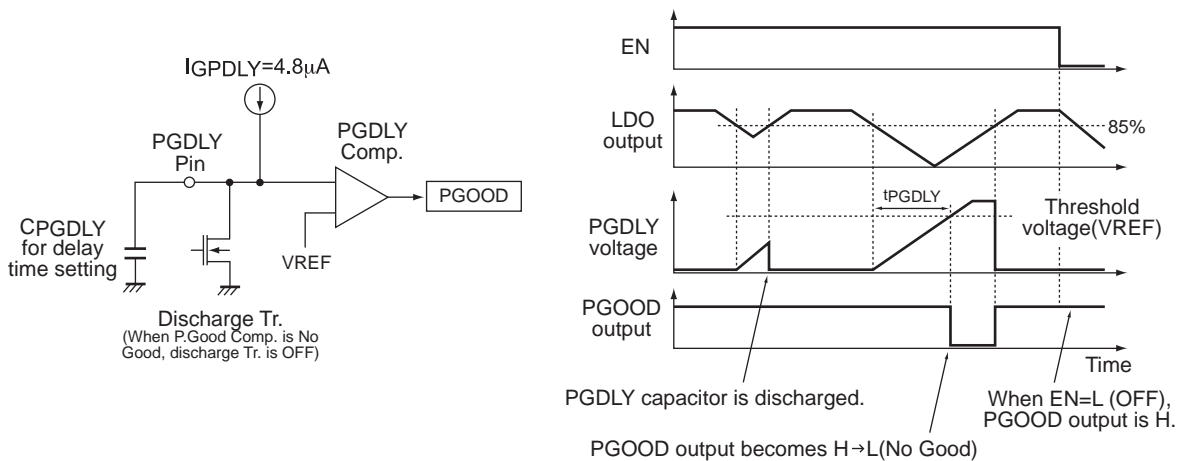 IGPDLY=4.8μA
PGDLY
Pin
PGDLY
Comp.
PGOOD
CPGDLY
for delay
time setting
VREF
Discharge Tr.
(When P.Good Comp. is No
Good, discharge Tr. is OFF)
EN
LDO
output
85%
tPGDLY
PGDLY
voltage
Threshold
voltage(VREF)
PGOOD
output
Time
PGDLY capacitor is discharged.
When EN=L (OFF),
PGOOD output is H.
PGOOD output becomes H→L(No Good)